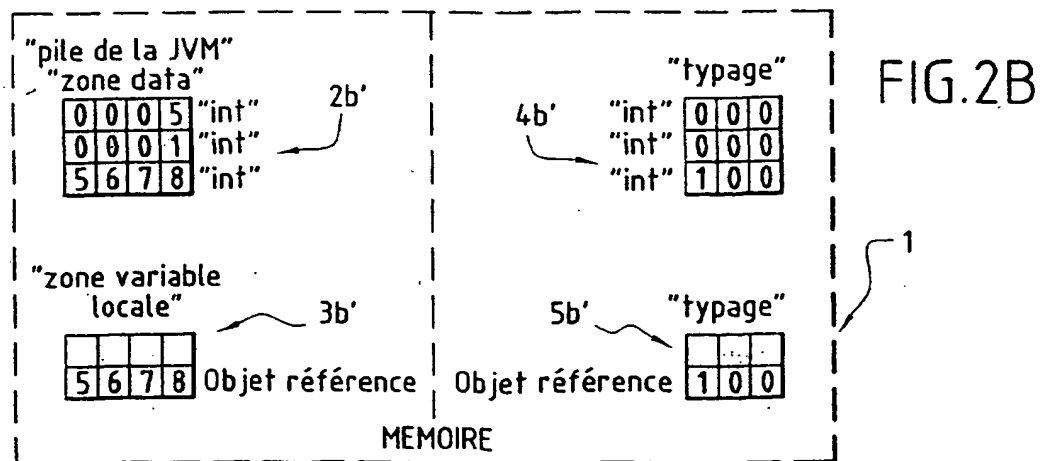 "pile de la JVM"
"zone data"
0 0 0 5 "int"
0 0 0 1 "int"
5 6 7 8 "int"
2b'
"typage"
"int" 0 0 0
"int" 0 0 0
"int" 1 0 0
4b'
FIG.2B
1
"zone variable
locale"
3b'
5 6 7 8 Objet référence
"typage"
5b'
Objet référence 1 0 0
MEMOIRE